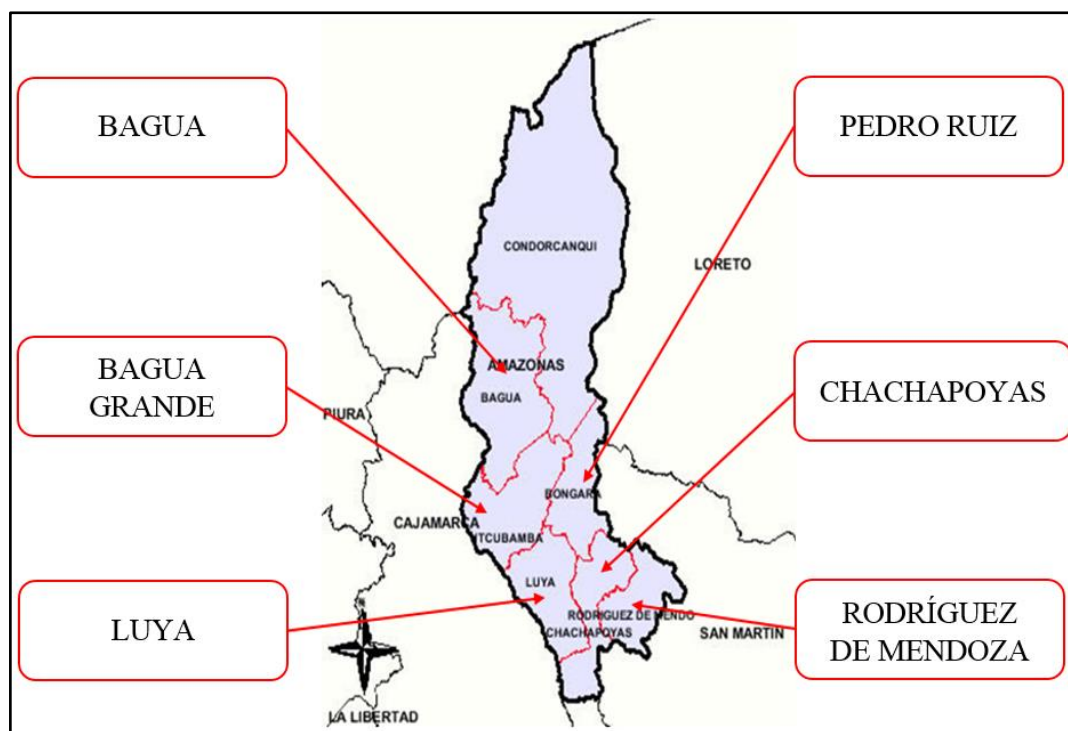 BAGUA
PEDRO RUIZ
CONDORCANQUI
LORETO
BAGUA
GRANDE
AMAZONAS
CHACHAPOYAS
BAGUA
PIURA
BONGARA
CAJAMARCA
UTCUBAMBA
LUYA
LUYA
RODRIGUEZ DE MENDO
CHACHAPOYAS
SAN MARTIN
RODRÍGUEZ
DE MENDOZA
LA LIBERTAD